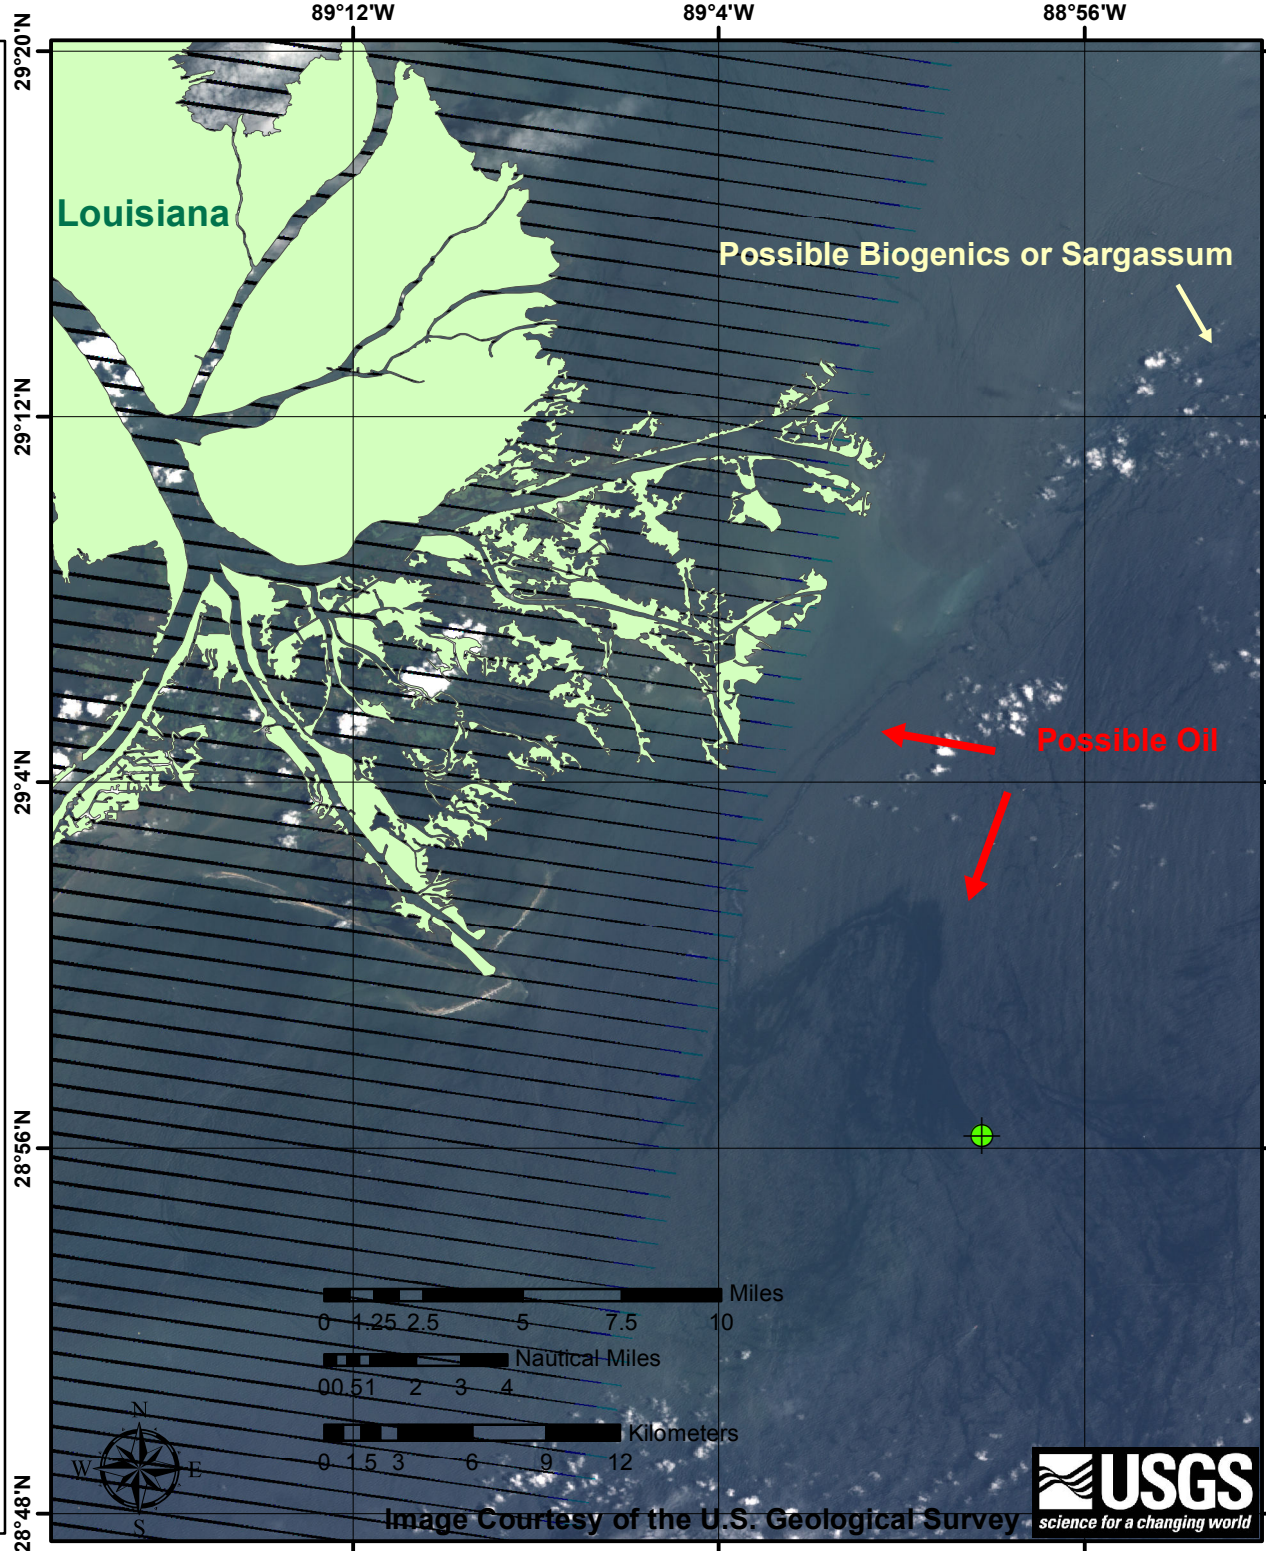 89°12'W 89°4'W 88°56'W
29°20'N
Louisiana
Possible Biogenics or Sargassum
29°12'N
Possible Oil
29°4'N
28°56'N
Miles
0 1.25 2.5 5 7.5 10
Nautical Miles
0 0.5 1 2 3 4
Kilometers
0 1.5 3 6 9 12
N
W E
S
28°48'N
Image Courtesy of the U.S. Geological Survey
USGS
science for a changing world